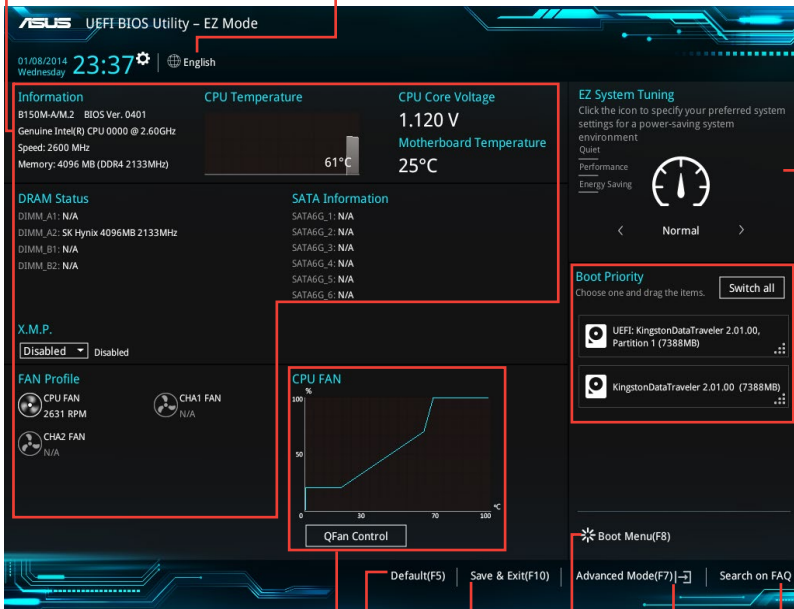 ASUS UEFI BIOS Utility – EZ Mode
01/08/2014
Wednesday
23:37
English
Information
B150M-A/M.2 BIOS Ver. 0401
Genuine Intel(R) CPU 0000 @ 2.60GHz
Speed: 2600 MHz
Memory: 4096 MB (DDR4 2133MHz)
CPU Temperature
61°C
CPU Core Voltage
1.120 V
Motherboard Temperature
25°C
EZ System Tuning
Click the icon to specify your preferred system
settings for a power-saving system
environment
Quiet
Performance
Energy Saving
< Normal >
DRAM Status
DIMM_A1: N/A
DIMM_A2: SK Hynix 4096MB 2133MHz
DIMM_B1: N/A
DIMM_B2: N/A
SATA Information
SATA6G_1: N/A
SATA6G_2: N/A
SATA6G_3: N/A
SATA6G_4: N/A
SATA6G_5: N/A
SATA6G_6: N/A
X.M.P.
Disabled Disabled
Boot Priority
Choose one and drag the items.
Switch all
UEFI: KingstonDataTraveler 2.01.00,
Partition 1 (7388MB)
KingstonDataTraveler 2.01.00 (7388MB)
FAN Profile
CPU FAN
2631 RPM
CHA1 FAN
N/A
CHA2 FAN
N/A
CPU FAN
%
100
50
0 30 70 100
°C
QFan Control
Boot Menu(F8)
Default(F5) Save & Exit(F10) Advanced Mode(F7) Search on FAQ